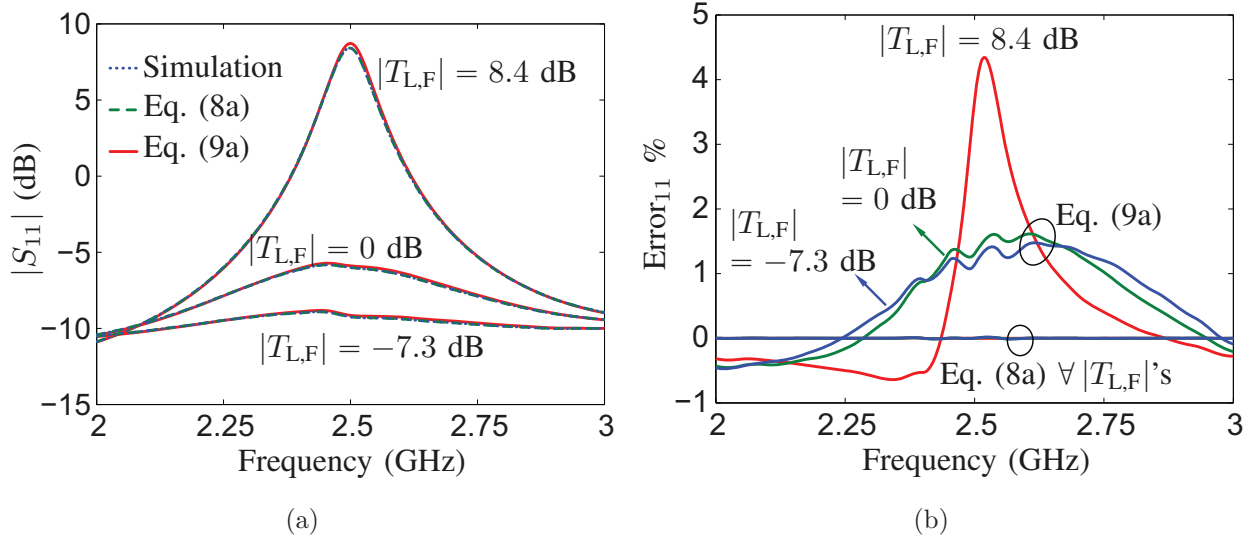 10
5
0
−5
−10
−15
|S11| (dB)
Simulation
Eq. (8a)
Eq. (9a)
|TL,F| = 8.4 dB
|TL,F| = 0 dB
|TL,F| = −7.3 dB
2 2.25 2.5 2.75 3
Frequency (GHz)
(a)
5
4
3
2
1
0
−1
Error11 %
|TL,F| = 8.4 dB
|TL,F|
= 0 dB
|TL,F|
= −7.3 dB
Eq. (9a)
Eq. (8a) ∀ |TL,F|'s
2 2.25 2.5 2.75 3
Frequency (GHz)
(b)